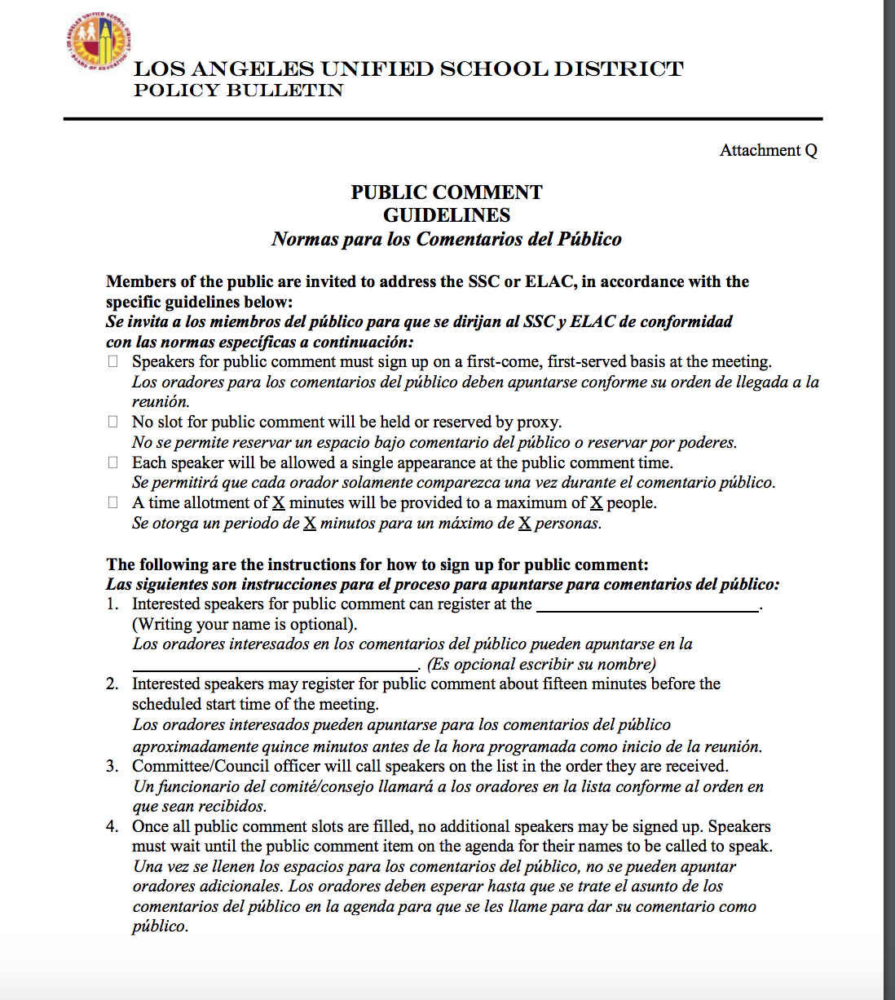 LOS ANGELES UNIFIED SCHOOL DISTRICT
POLICY BULLETIN
Attachment Q
PUBLIC COMMENT
GUIDELINES
Normas para los Comentarios del Público
Members of the public are invited to address the SSC or ELAC, in accordance with the
specific guidelines below:
Se invita a los miembros del público para que se dirijan al SSC y ELAC de conformidad
con las normas específicas a continuación:
Speakers for public comment must sign up on a first-come, first-served basis at the meeting.
Los oradores para los comentarios del público deben apuntarse conforme su orden de llegada a la
reunión.
No slot for public comment will be held or reserved by proxy.
No se permite reservar un espacio bajo comentario del público o reservar por poderes.
Each speaker will be allowed a single appearance at the public comment time.
Se permitirá que cada orador solamente comparezca una vez durante el comentario público.
A time allotment of X minutes will be provided to a maximum of X people.
Se otorga un periodo de X minutos para un máximo de X personas.
The following are the instructions for how to sign up for public comment:
Las siguientes son instrucciones para el proceso para apuntarse para comentarios del público:
1. Interested speakers for public comment can register at the ___________________________.
(Writing your name is optional).
Los oradores interesados en los comentarios del público pueden apuntarse en la
___________________________________. (Es opcional escribir su nombre)
2. Interested speakers may register for public comment about fifteen minutes before the
scheduled start time of the meeting.
Los oradores interesados pueden apuntarse para los comentarios del público
aproximadamente quince minutos antes de la hora programada como inicio de la reunión.
3. Committee/Council officer will call speakers on the list in the order they are received.
Un funcionario del comité/consejo llamará a los oradores en la lista conforme al orden en
que sean recibidos.
4. Once all public comment slots are filled, no additional speakers may be signed up. Speakers
must wait until the public comment item on the agenda for their names to be called to speak.
Una vez se llenen los espacios para los comentarios del público, no se pueden apuntar
oradores adicionales. Los oradores deben esperar hasta que se trate el asunto de los
comentarios del público en la agenda para que se les llame para dar su comentario como
público.